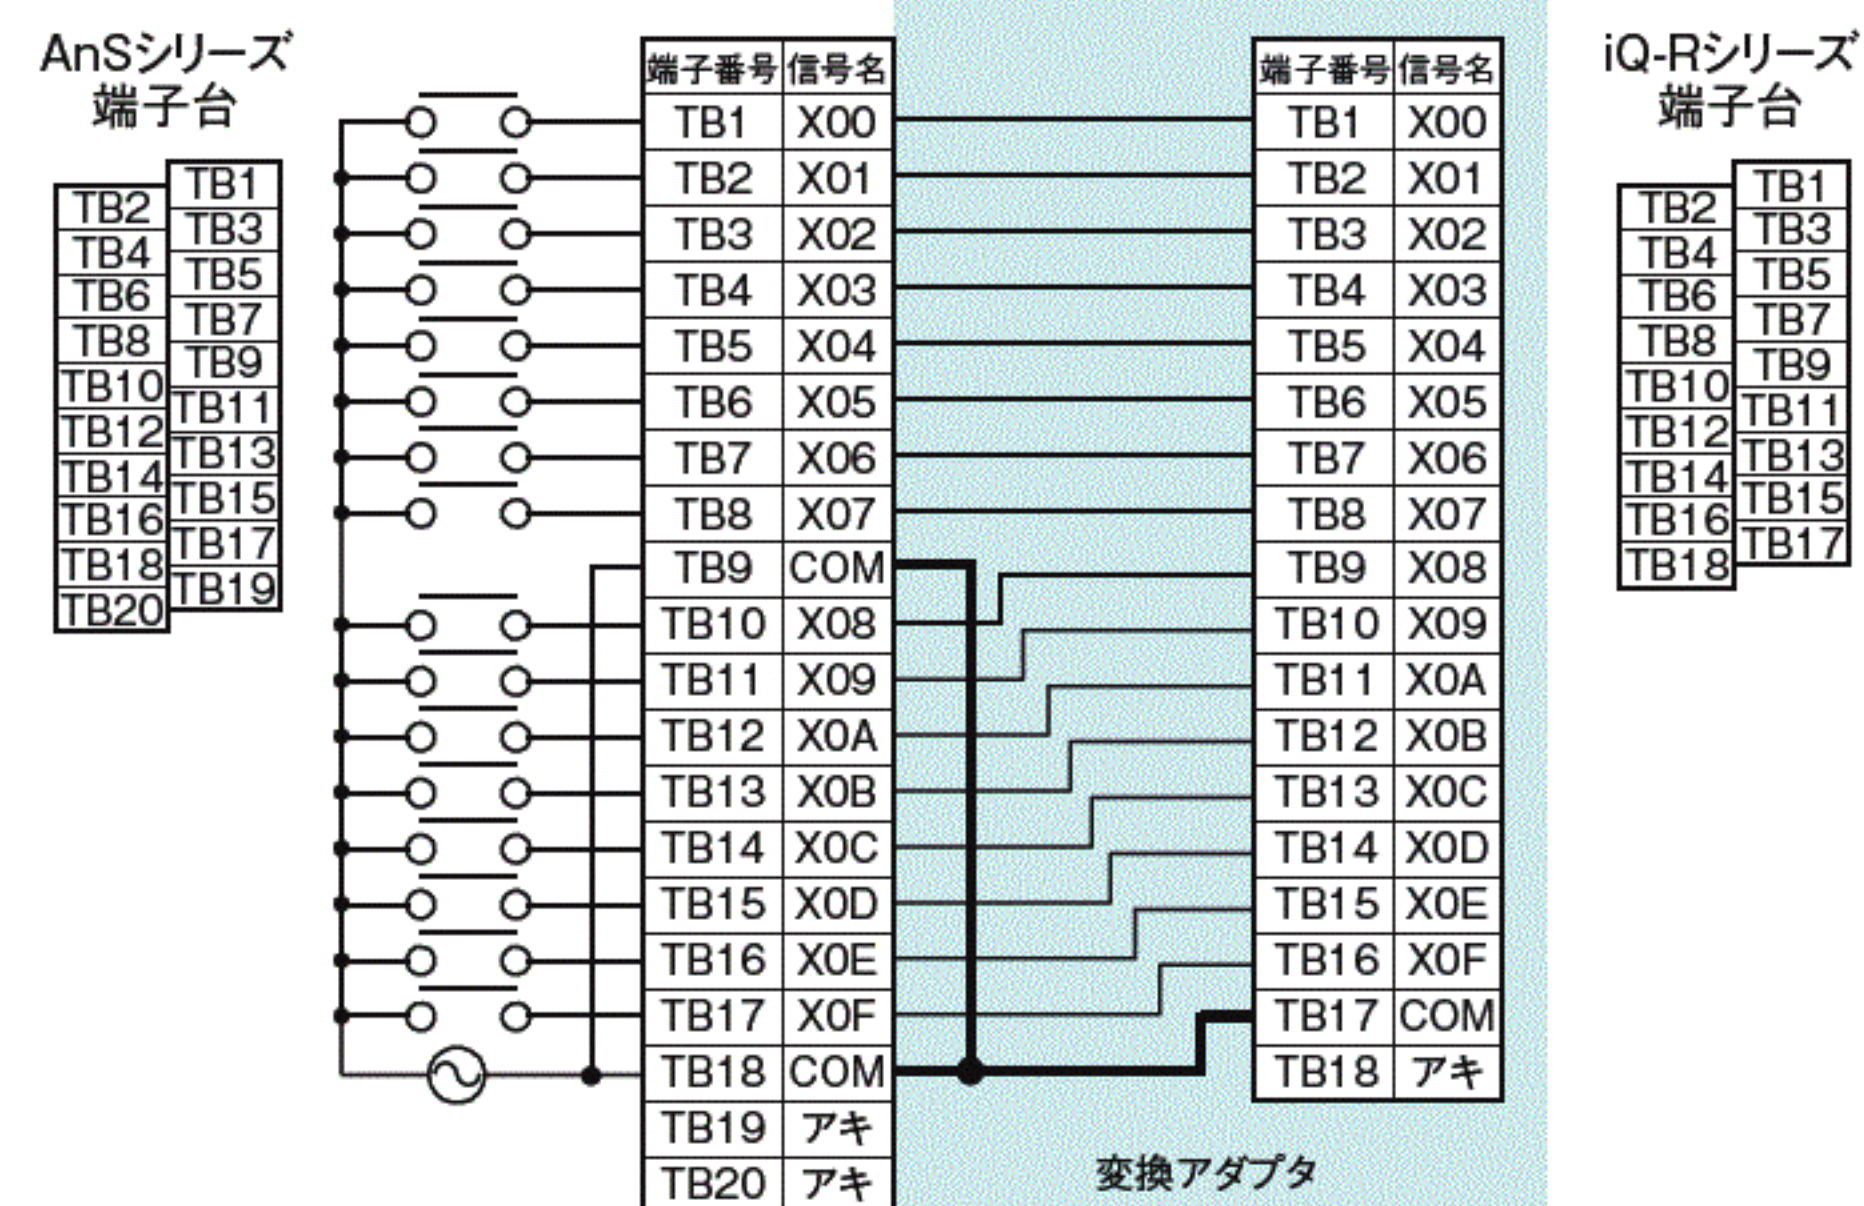 AnSシリーズ
端子台
TB1
TB2
TB3
TB4
TB5
TB6
TB7
TB8
TB9
TB10
TB11
TB12
TB13
TB14
TB15
TB16
TB17
TB18
TB19
TB20
端子番号 信号名
TB1 X00
TB2 X01
TB3 X02
TB4 X03
TB5 X04
TB6 X05
TB7 X06
TB8 X07
TB9 COM
TB10 X08
TB11 X09
TB12 X0A
TB13 X0B
TB14 X0C
TB15 X0D
TB16 X0E
TB17 X0F
TB18 COM
TB19 アキ
TB20 アキ
端子番号 信号名
TB1 X00
TB2 X01
TB3 X02
TB4 X03
TB5 X04
TB6 X05
TB7 X06
TB8 X07
TB9 X08
TB10 X09
TB11 X0A
TB12 X0B
TB13 X0C
TB14 X0D
TB15 X0E
TB16 X0F
TB17 COM
TB18 アキ
変換アダプタ
iQ-Rシリーズ
端子台
TB1
TB2
TB3
TB4
TB5
TB6
TB7
TB8
TB9
TB10
TB11
TB12
TB13
TB14
TB15
TB16
TB17
TB18